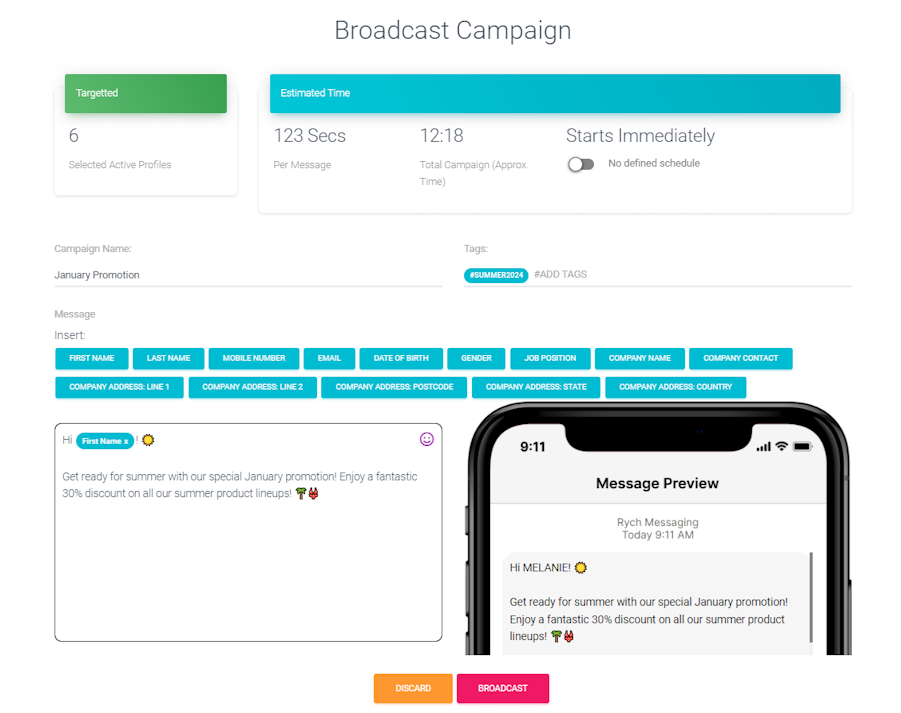 Broadcast Campaign
Targetted
Estimated Time
6
123 Secs
12:18
Starts Immediately
Selected Active Profiles
Per Message
Total Campaign (Approx.
Time)
No defined schedule
Campaign Name:
Tags:
January Promotion
#SUMMER2024 #ADD TAGS
Message
Insert:
FIRST NAME LAST NAME MOBILE NUMBER EMAIL DATE OF BIRTH GENDER JOB POSITION COMPANY NAME COMPANY CONTACT
COMPANY ADDRESS: LINE 1 COMPANY ADDRESS: LINE 2 COMPANY ADDRESS: POSTCODE COMPANY ADDRESS: STATE COMPANY ADDRESS: COUNTRY
Hi First Name x ! 🌞
Get ready for summer with our special January promotion! Enjoy a fantastic
30% discount on all our summer product lineups! 🌴👙
9:11
Message Preview
Rych Messaging
Today 9:11 AM
Hi MELANIE! 🌞
Get ready for summer with our special January promotion!
Enjoy a fantastic 30% discount on all our summer product
lineups! 🌴👙
DISCARD BROADCAST